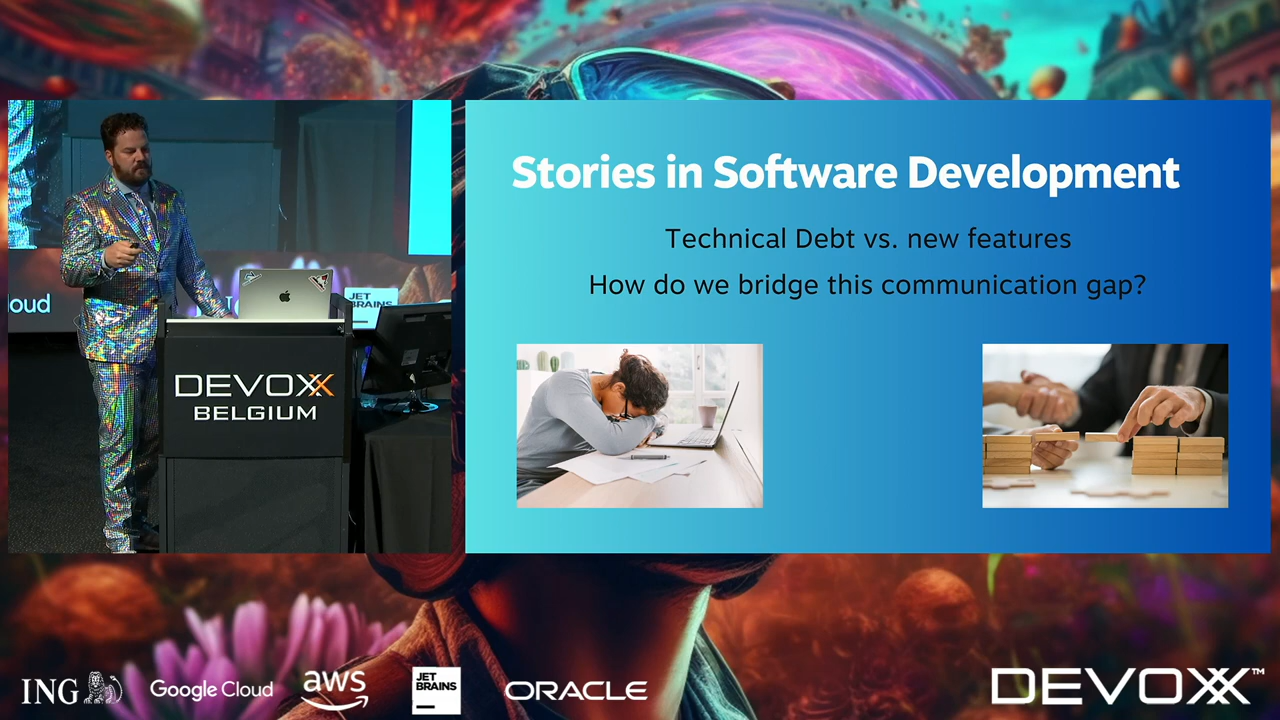 Stories in Software Development
Technical Debt vs. new features
How do we bridge this communication gap?
loud
JET
BRAINS
DEVOXX
BELGIUM
ING
Google Cloud
aws
JET
BRAINS
ORACLE
DEVOXX™